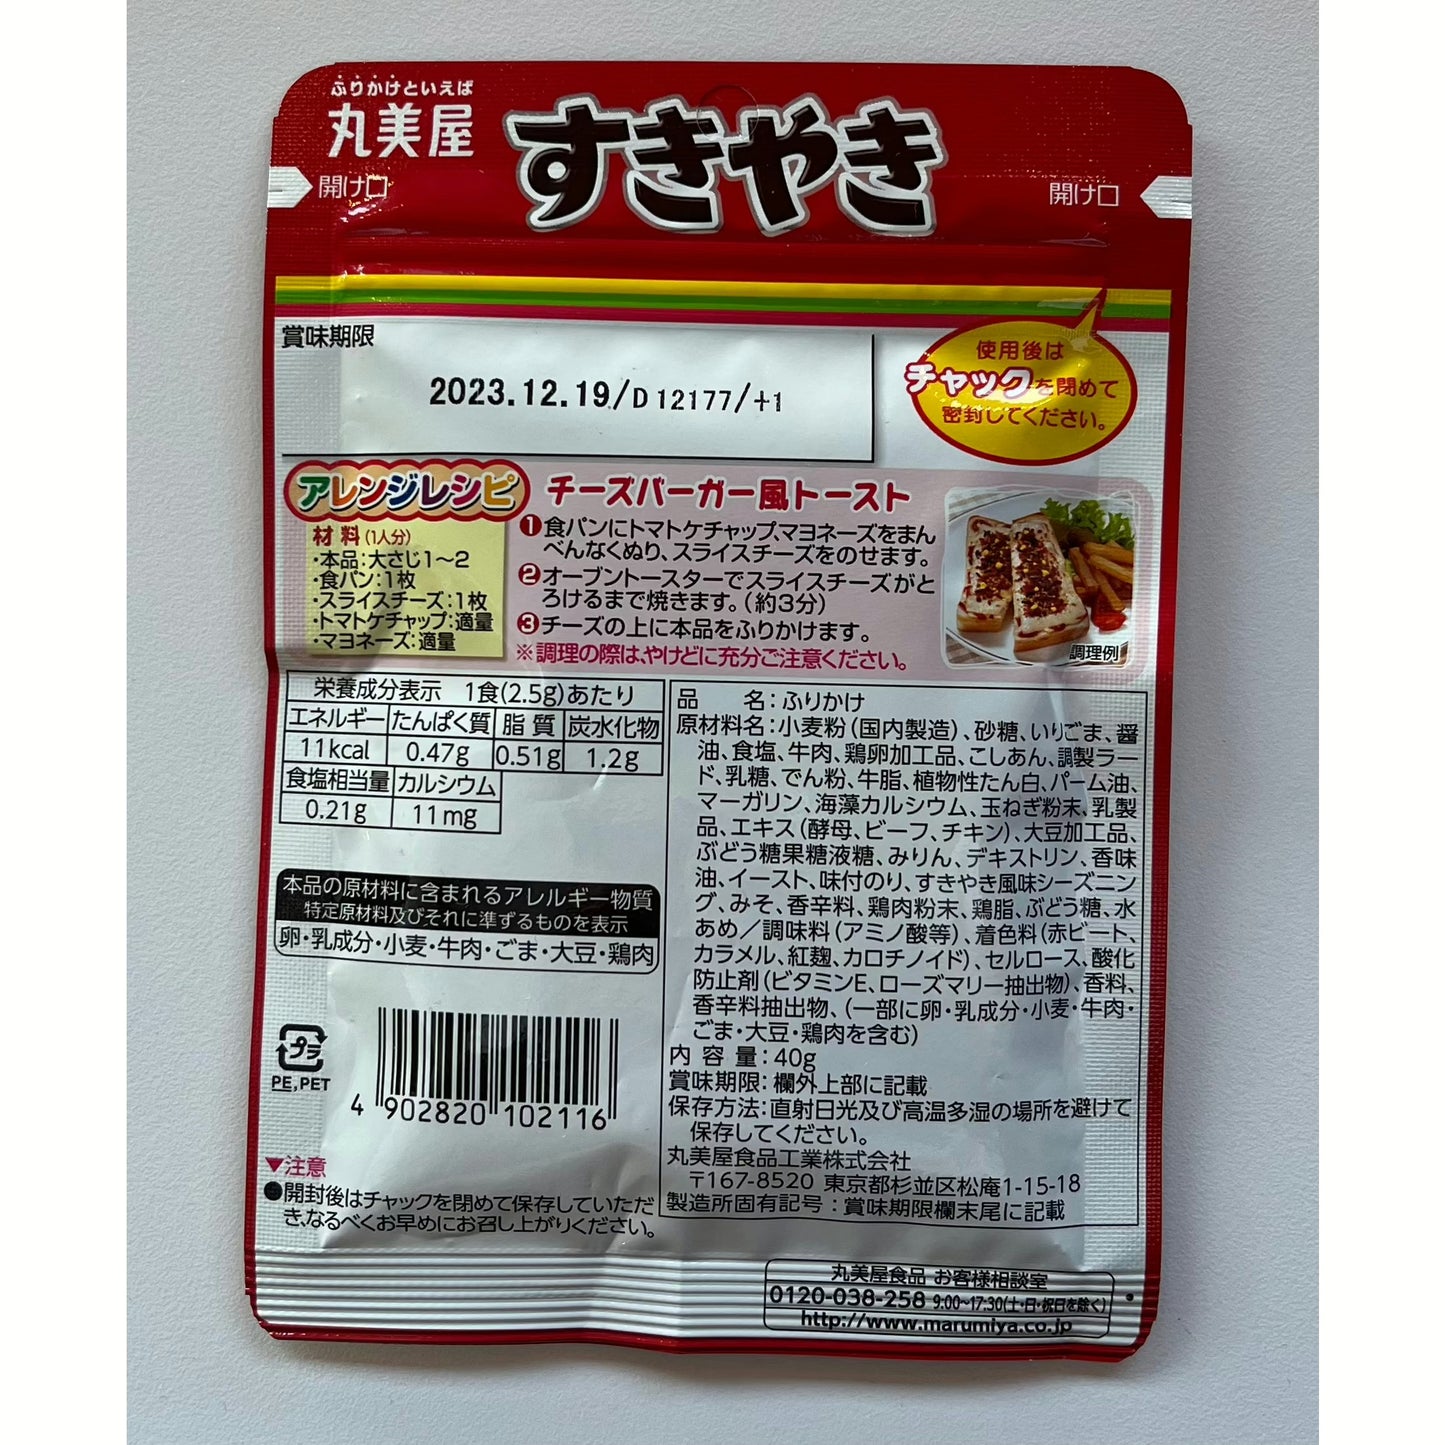 ふりかけといえば
丸美屋
すきやき
開け口
開け口
賞味期限
2023.12.19/D 12177/+1
使用後は
チャックを閉めて
密封してください。
アレンジレシピ
チーズバーガー風トースト
材料(1人分)
・本品:大さじ1〜2
・食パン:1枚
・スライスチーズ:1枚
・トマトケチャップ:適量
・マヨネーズ:適量
❶食パンにトマトケチャップ、マヨネーズをまん
べんなくぬり、スライスチーズをのせます。
❷オーブントースターでスライスチーズがと
ろけるまで焼きます。(約3分)
❸チーズの上に本品をふりかけます。
※調理の際は、やけどに充分ご注意ください。
調理例
栄養成分表示 1食(2.5g)あたり
エネルギー たんぱく質 脂質 炭水化物
11kcal 0.47g 0.51g 1.2g
食塩相当量 カルシウム
0.21g 11mg
本品の原材料に含まれるアレルギー物質
特定原材料及びそれに準ずるものを表示
卵・乳成分・小麦・牛肉・ごま・大豆・鶏肉
プラ
PE,PET
4 902820 102116
▼注意
●開封後はチャックを閉めて保存していただ
き、なるべくお早めにお召し上がりください。
品名:ふりかけ
原材料名:小麦粉(国内製造)、砂糖、いりごま、醤
油、食塩、牛肉、鶏卵加工品、こしあん、調製ラー
ド、乳糖、でん粉、牛脂、植物性たん白、パーム油、
マーガリン、海藻カルシウム、玉ねぎ粉末、乳製
品、エキス(酵母、ビーフ、チキン)、大豆加工品、
ぶどう糖果糖液糖、みりん、デキストリン、香味
油、イースト、味付のり、すきやき風味シーズニン
グ、みそ、香辛料、鶏肉粉末、鶏脂、ぶどう糖、水
あめ/調味料(アミノ酸等)、着色料(赤ビート、
カラメル、紅麹、カロチノイド)、セルロース、酸化
防止剤(ビタミンE、ローズマリー抽出物)、香料、
香辛料抽出物、(一部に卵・乳成分・小麦・牛肉・
ごま・大豆・鶏肉を含む)
内容量:40g
賞味期限:欄外上部に記載
保存方法:直射日光及び高温多湿の場所を避けて
保存してください。
丸美屋食品工業株式会社
〒167-8520 東京都杉並区松庵1-15-18
製造所固有記号:賞味期限欄末尾に記載
丸美屋食品 お客様相談室
0120-038-258 9:00〜17:30(土・日・祝日を除く)
http://www.marumiya.co.jp